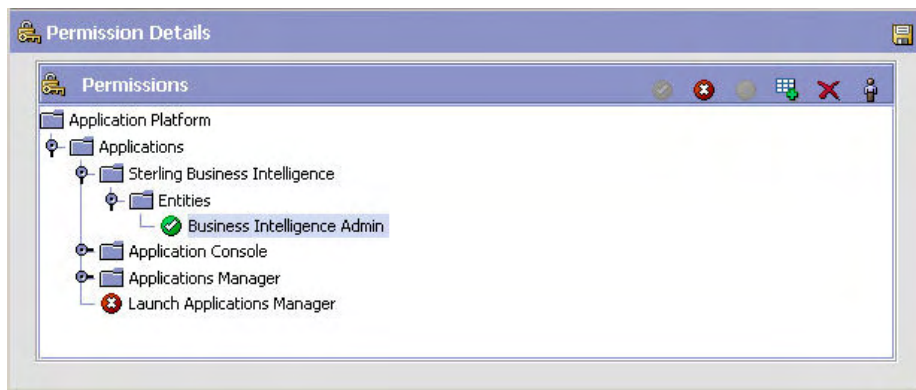 Permission Details
Permissions
Application Platform
Applications
Sterling Business Intelligence
Entities
Business Intelligence Admin
Application Console
Applications Manager
Launch Applications Manager